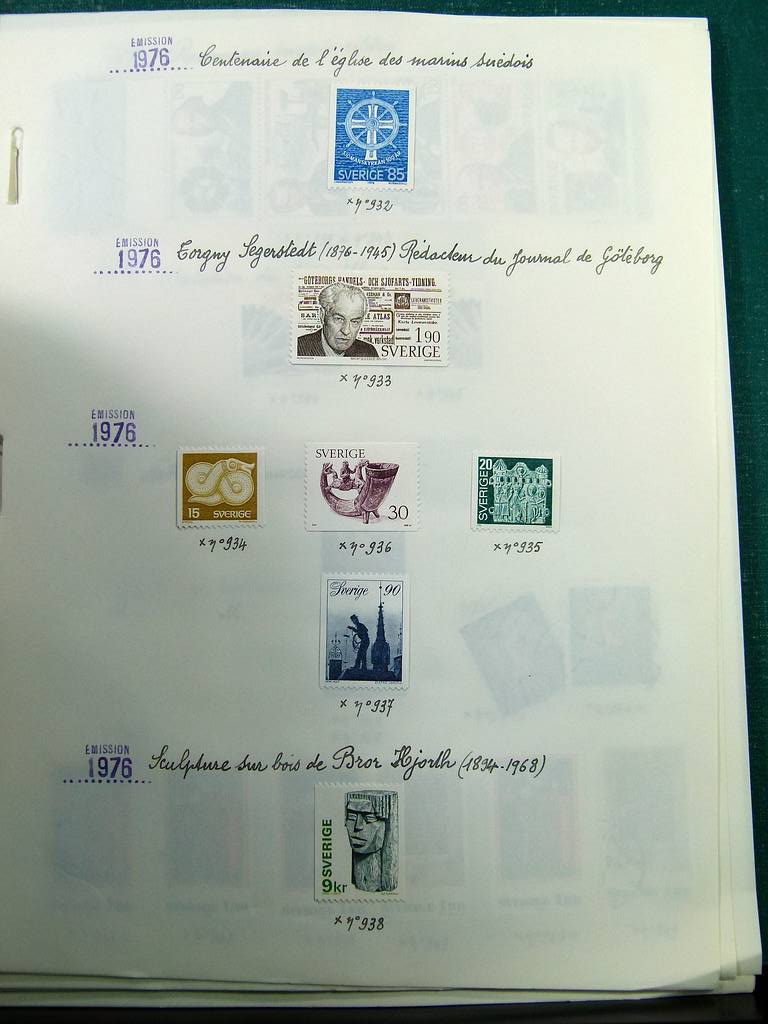 EMISSION
1976 Centenaire de l'église des marins suédois
SJÖMANSKYRKAN 100 ÅR
SVERIGE 85
x n° 932
EMISSION
1976 Torgny Segerstedt (1876-1945) Rédacteur du Journal de Göteborg
GÖTEBORGS HANDELS- OCH SJÖFARTS-TIDNING.
1 90
SVERIGE
x n° 933
EMISSION
1976
15 SVERIGE
SVERIGE
30
20
SVERIGE
x n° 934
x n° 936
x n° 935
Sverige 90
x n° 937
EMISSION
1976 Sculpture sur bois de Bror Hjorth (1894-1968)
SVERIGE
9kr
x n° 938